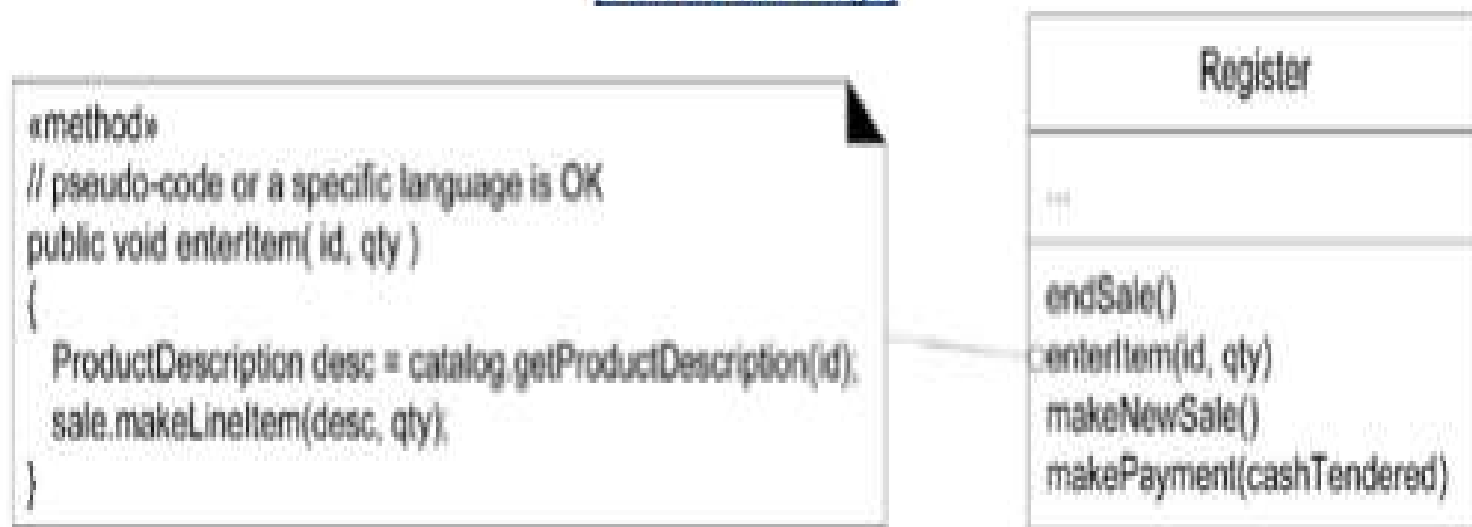 «method»
// pseudo-code or a specific language is OK
public void enterItem( id, qty )
{
ProductDescription desc = catalog.getProductDescription(id);
sale.makeLineItem(desc, qty);
}
Register
...
endSale()
enterItem(id, qty)
makeNewSale()
makePayment(cashTendered)